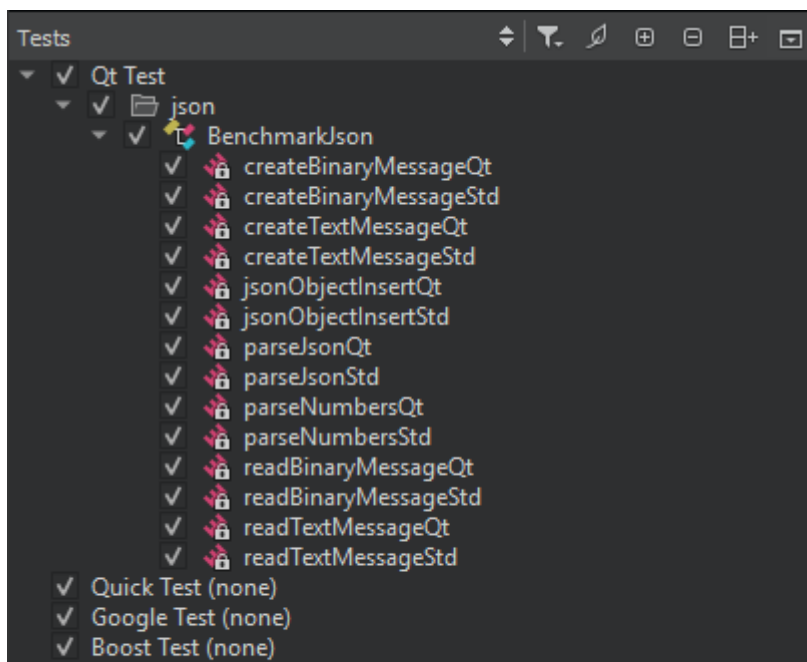 Tests
Qt Test
json
BenchmarkJson
createBinaryMessageQt
createBinaryMessageStd
createTextMessageQt
createTextMessageStd
jsonObjectInsertQt
jsonObjectInsertStd
parseJsonQt
parseJsonStd
parseNumbersQt
parseNumbersStd
readBinaryMessageQt
readBinaryMessageStd
readTextMessageQt
readTextMessageStd
Quick Test (none)
Google Test (none)
Boost Test (none)